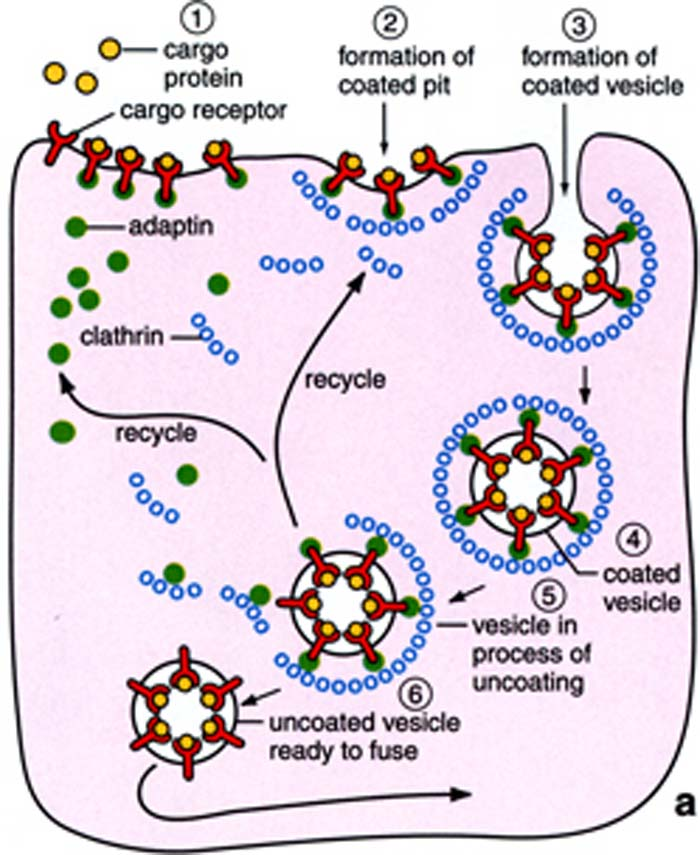 1
cargo
protein
cargo receptor
2
formation of
coated pit
3
formation of
coated vesicle
adaptin
clathrin
recycle
recycle
4
coated
vesicle
5
vesicle in
process of
uncoating
6
uncoated vesicle
ready to fuse
a